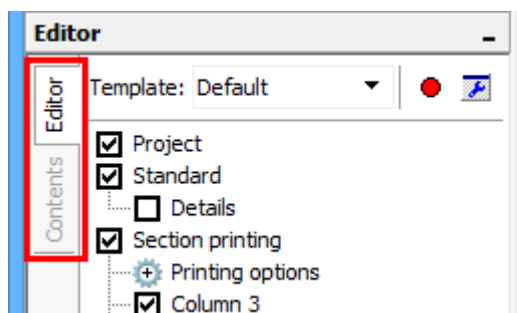 Editor
Editor
Contents
Template: Default
Project
Standard
Details
Section printing
Printing options
Column 3